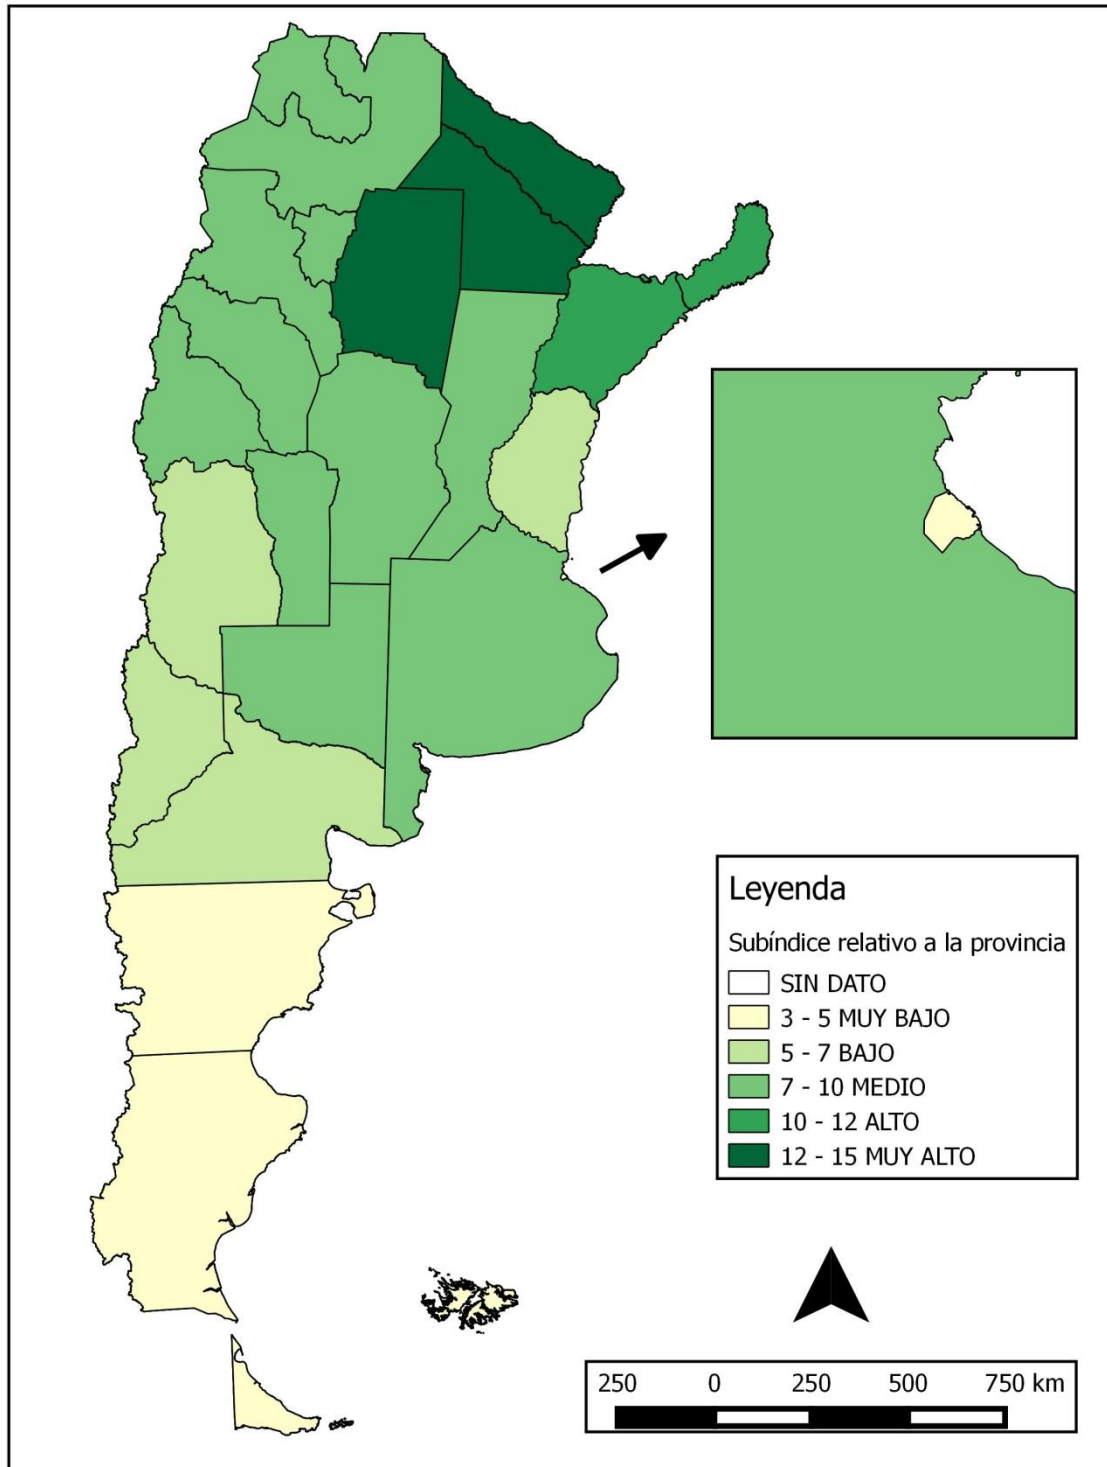 Leyenda
Subíndice relativo a la provincia
SIN DATO
3 - 5 MUY BAJO
5 - 7 BAJO
7 - 10 MEDIO
10 - 12 ALTO
12 - 15 MUY ALTO
250 0 250 500 750 km